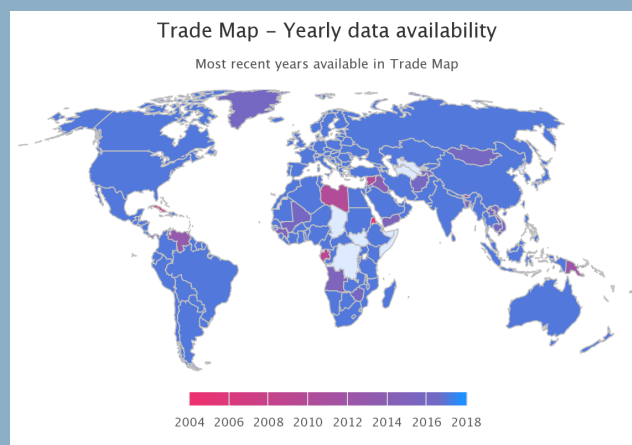 Trade Map – Yearly data availability
Most recent years available in Trade Map
2004 2006 2008 2010 2012 2014 2016 2018